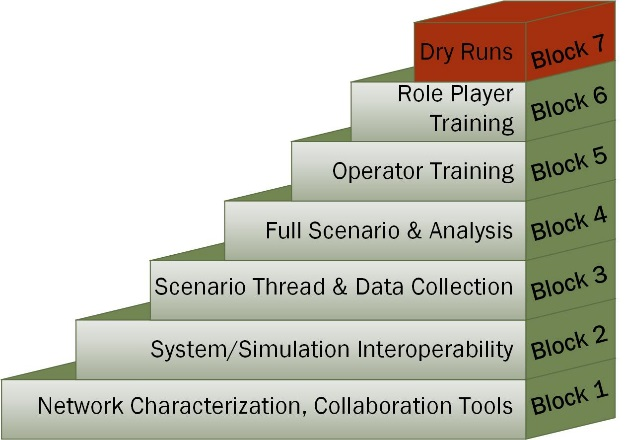 Dry Runs Block 7
Role Player
Training Block 6
Operator Training Block 5
Full Scenario & Analysis Block 4
Scenario Thread & Data Collection Block 3
System/Simulation Interoperability Block 2
Network Characterization, Collaboration Tools Block 1